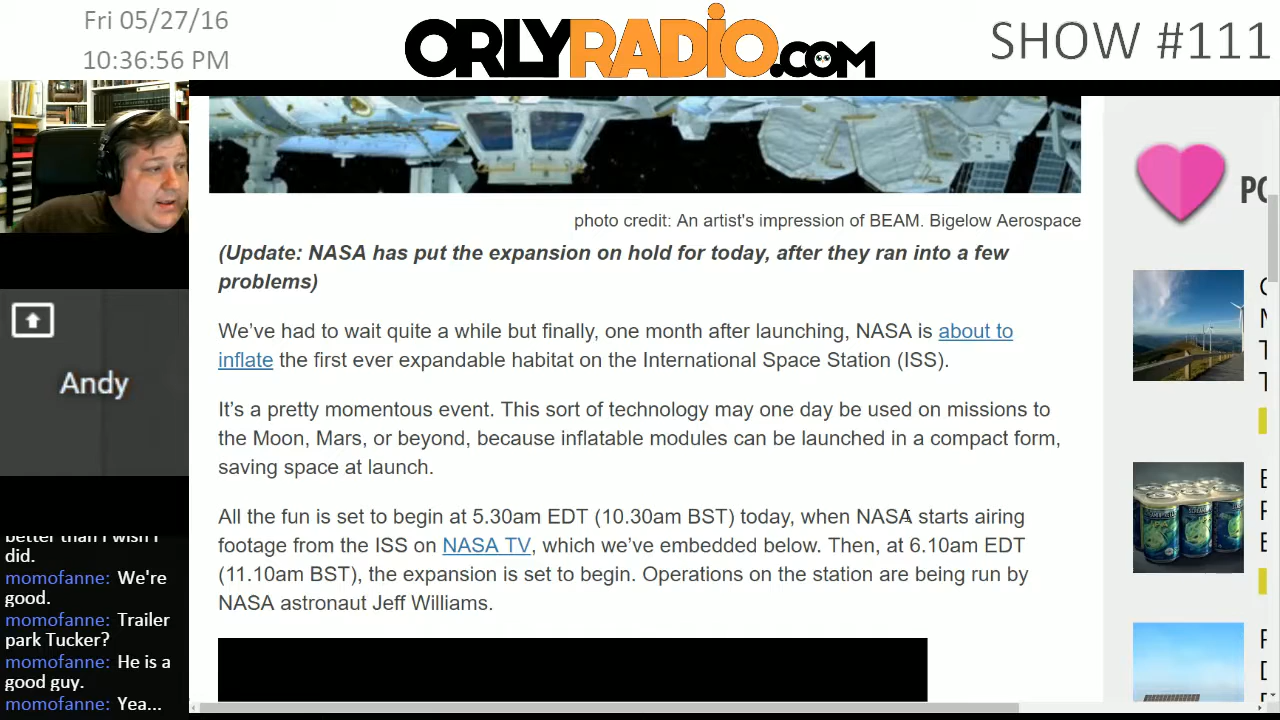 Fri 05/27/16
10:36:56 PM
ORLYRADIO.COM
SHOW #111
photo credit: An artist's impression of BEAM. Bigelow Aerospace
(Update: NASA has put the expansion on hold for today, after they ran into a few
problems)
We've had to wait quite a while but finally, one month after launching, NASA is about to
inflate the first ever expandable habitat on the International Space Station (ISS).
It's a pretty momentous event. This sort of technology may one day be used on missions to
the Moon, Mars, or beyond, because inflatable modules can be launched in a compact form,
saving space at launch.
All the fun is set to begin at 5.30am EDT (10.30am BST) today, when NASA starts airing
footage from the ISS on NASA TV, which we've embedded below. Then, at 6.10am EDT
(11.10am BST), the expansion is set to begin. Operations on the station are being run by
NASA astronaut Jeff Williams.
Andy
better than I wish I
did.
momofanne: We're
good.
momofanne: Trailer
park Tucker?
momofanne: He is a
good guy.
momofanne: Yea...